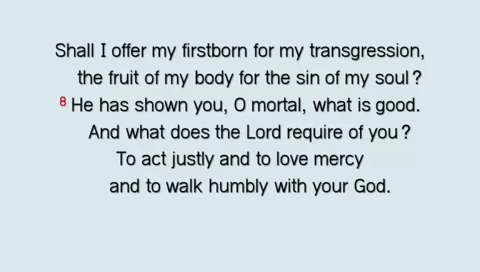 Shall I offer my firstborn for my transgression,
the fruit of my body for the sin of my soul?
8 He has shown you, O mortal, what is good.
And what does the Lord require of you?
To act justly and to love mercy
and to walk humbly with your God.